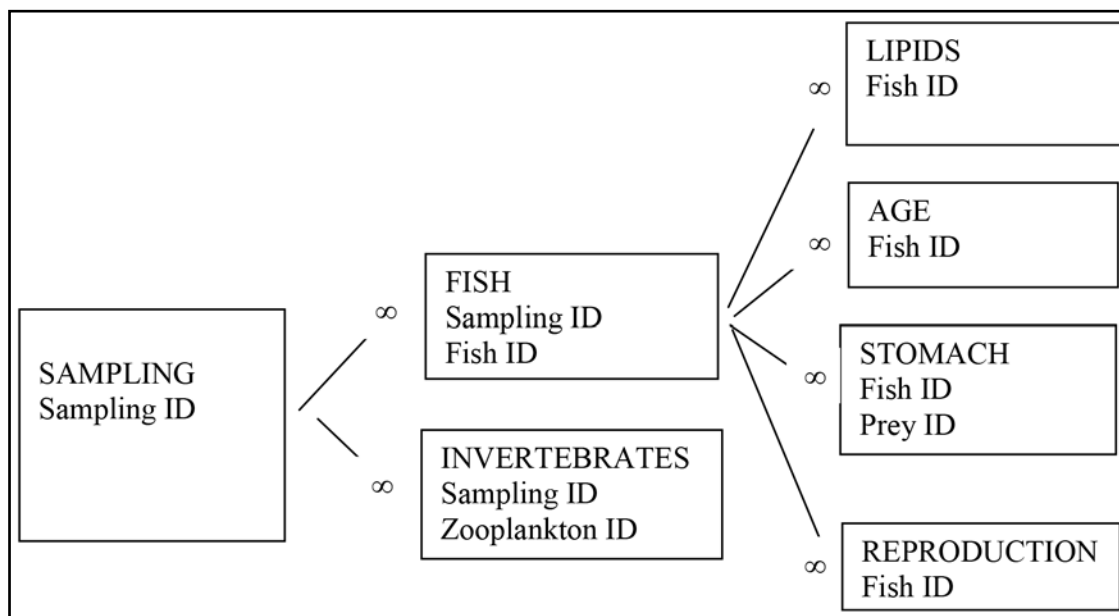 SAMPLING
Sampling ID
∞
FISH
Sampling ID
Fish ID
∞
INVERTEBRATES
Sampling ID
Zooplankton ID
∞
LIPIDS
Fish ID
∞
AGE
Fish ID
∞
STOMACH
Fish ID
Prey ID
∞
REPRODUCTION
Fish ID